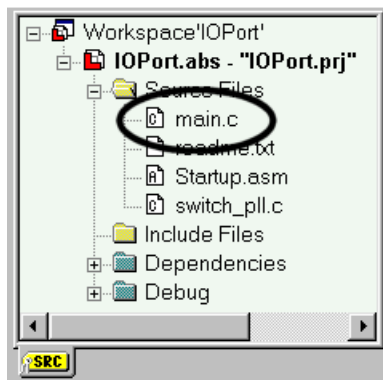 Workspace'IOPort'
IOPort.abs - "IOPort.prj"
Source Files
main.c
readme.txt
Startup.asm
switch_pll.c
Include Files
Dependencies
Debug
SRC